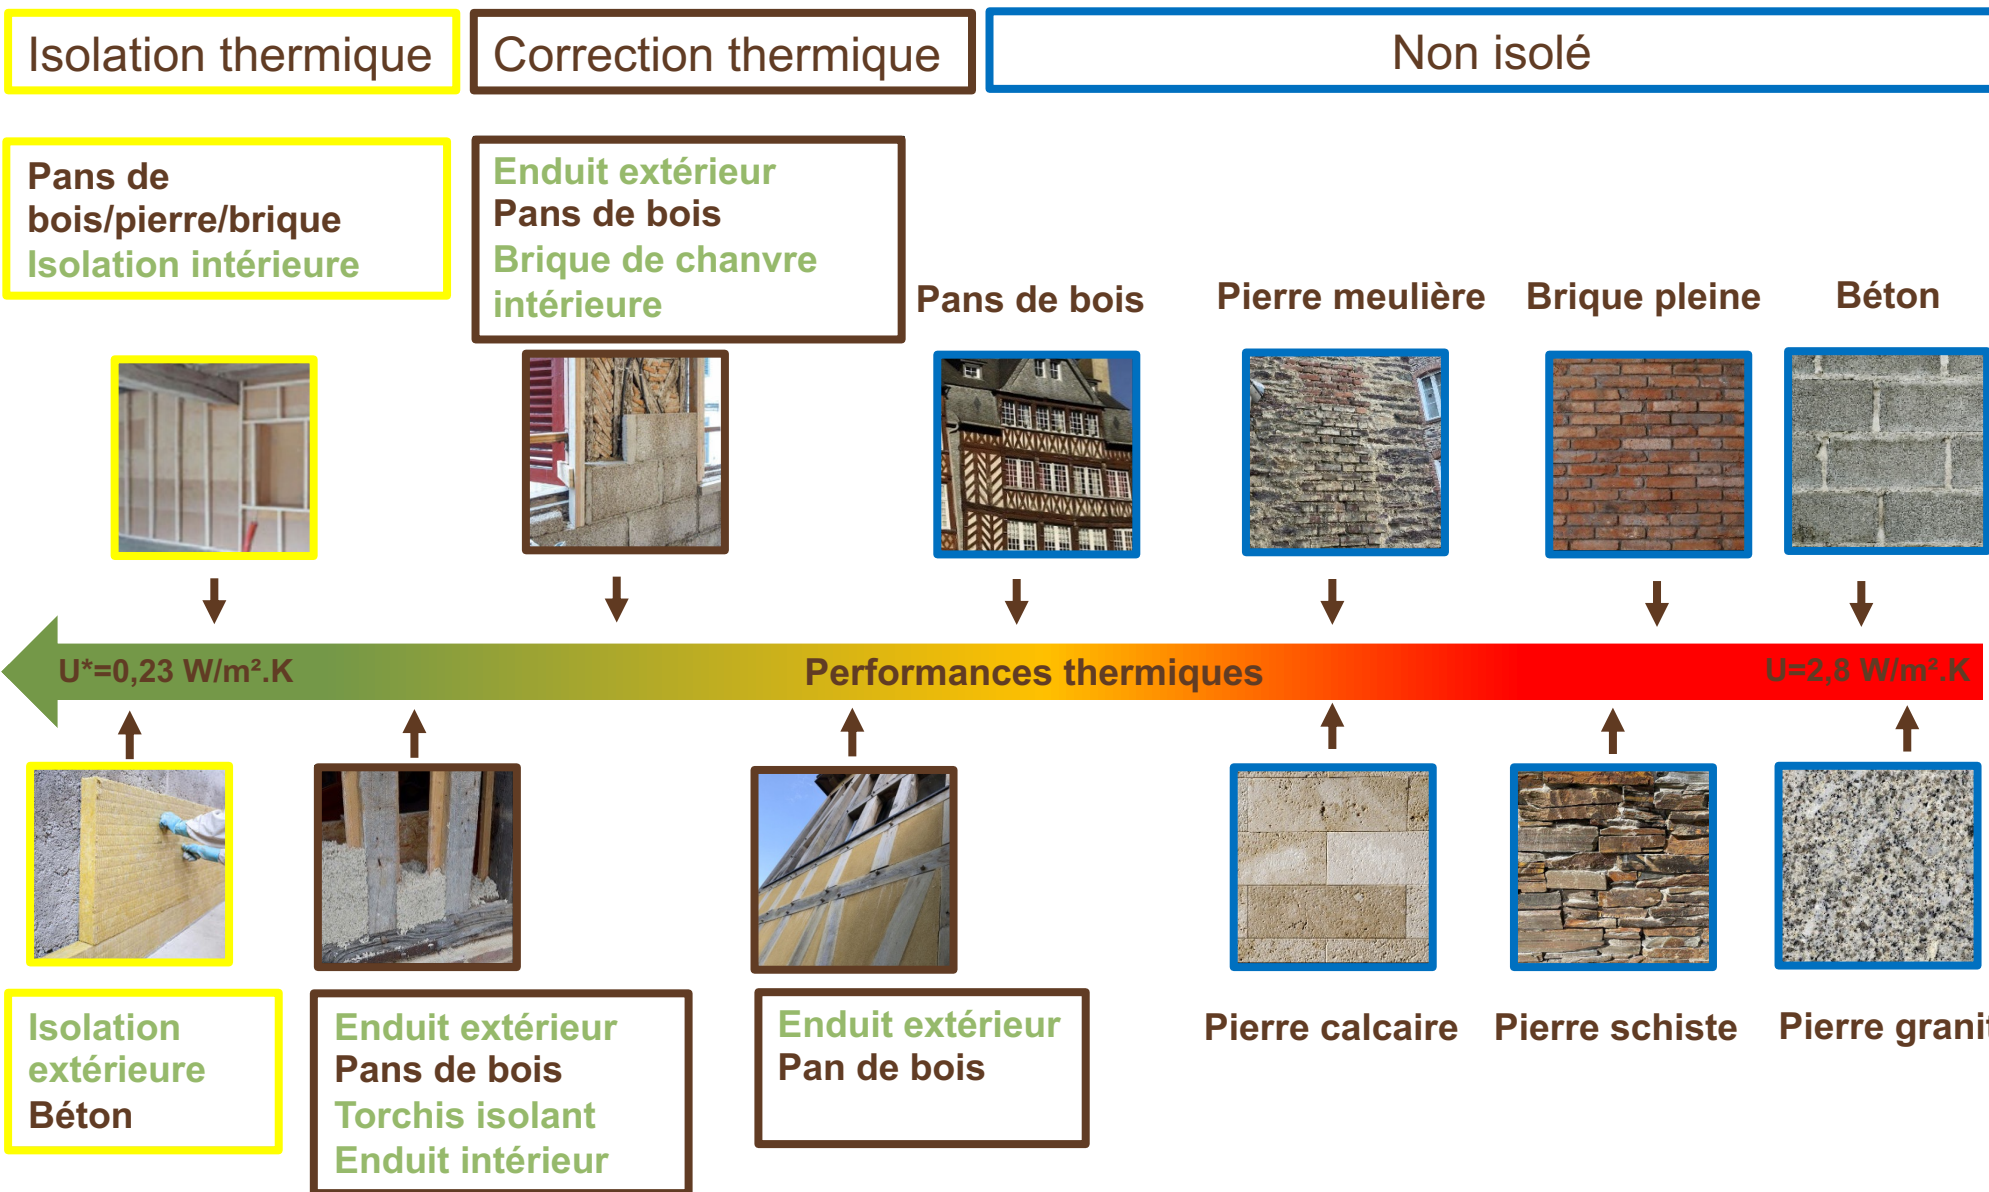 Isolation thermique
Correction thermique
Non isolé
Pans de
bois/pierre/brique
Isolation intérieure
Enduit extérieur
Pans de bois
Brique de chanvre
intérieure
Pans de bois
Pierre meulière
Brique pleine
Béton
U*=0,23 W/m².K
Performances thermiques
U=2,8 W/m².K
Isolation
extérieure
Béton
Enduit extérieur
Pans de bois
Torchis isolant
Enduit intérieur
Enduit extérieur
Pan de bois
Pierre calcaire
Pierre schiste
Pierre granit